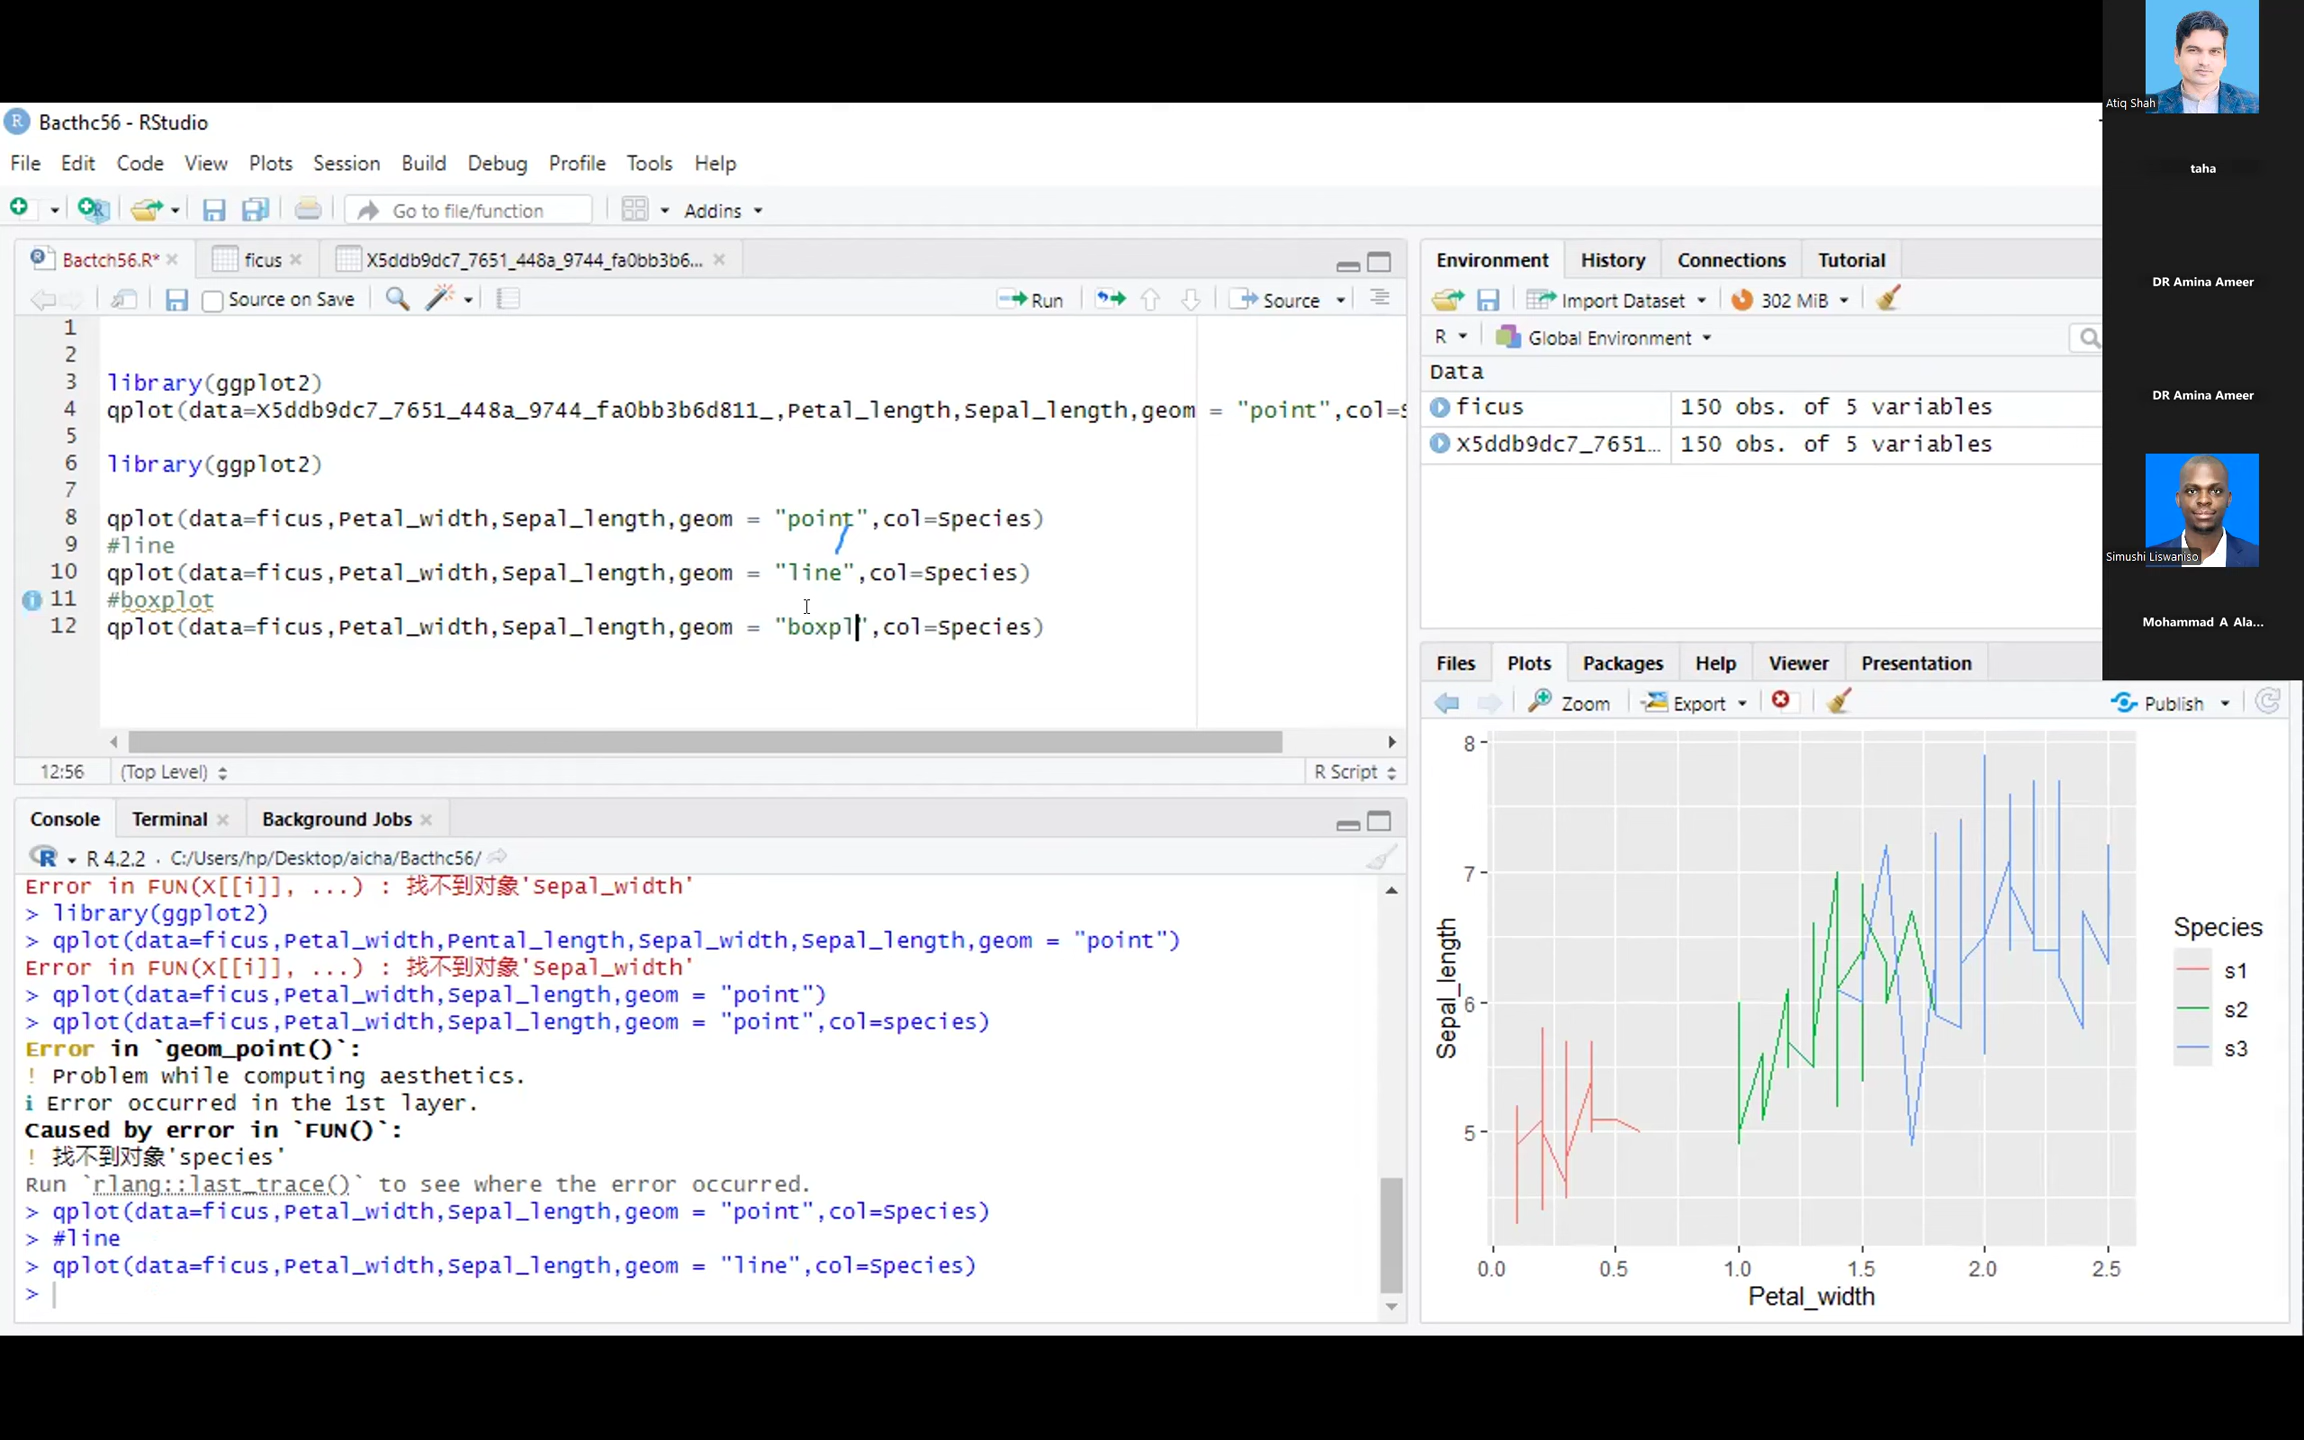 Bacthc56 - RStudio
File Edit Code View Plots Session Build Debug Profile Tools Help
Go to file/function
Addins
Bactch56.R*
ficus
X5ddb9dc7_7651_448a_9744_fa0bb3b6...
Source on Save
Run
Source
1
2
3 library(ggplot2)
4 qplot(data=X5ddb9dc7_7651_448a_9744_fa0bb3b6d811_,Petal_length,Sepal_length,geom = "point",col=S
5
6 library(ggplot2)
7
8 qplot(data=ficus,Petal_width,Sepal_length,geom = "point",col=Species)
9 #line
10 qplot(data=ficus,Petal_width,Sepal_length,geom = "line",col=Species)
11 #boxplot
12 qplot(data=ficus,Petal_width,Sepal_length,geom = "boxpl",col=Species)
12:56
(Top Level)
R Script
Console Terminal Background Jobs
R 4.2.2 · C:/Users/hp/Desktop/aicha/Bacthc56/
Error in FUN(X[[i]], ...) : 找不到对象'Sepal_width'
> library(ggplot2)
> qplot(data=ficus,Petal_width,Pental_length,Sepal_width,Sepal_length,geom = "point")
Error in FUN(X[[i]], ...) : 找不到对象'Sepal_width'
> qplot(data=ficus,Petal_width,Sepal_length,geom = "point")
> qplot(data=ficus,Petal_width,Sepal_length,geom = "point",col=species)
Error in `geom_point()`:
! Problem while computing aesthetics.
i Error occurred in the 1st layer.
Caused by error in `FUN()`:
! 找不到对象'species'
Run `rlang::last_trace()` to see where the error occurred.
> qplot(data=ficus,Petal_width,Sepal_length,geom = "point",col=Species)
> #line
> qplot(data=ficus,Petal_width,Sepal_length,geom = "line",col=Species)
>
Environment History Connections Tutorial
Import Dataset
302 MiB
R
Global Environment
Data
ficus 150 obs. of 5 variables
X5ddb9dc7_7651... 150 obs. of 5 variables
Files Plots Packages Help Viewer Presentation
Zoom
Export
Publish
8
7
6
5
Sepal_length
0.0 0.5 1.0 1.5 2.0 2.5
Petal_width
Species
s1
s2
s3
Atiq Shah
taha
DR Amina Ameer
DR Amina Ameer
Simushi Liswaniso
Mohammad A Ala...